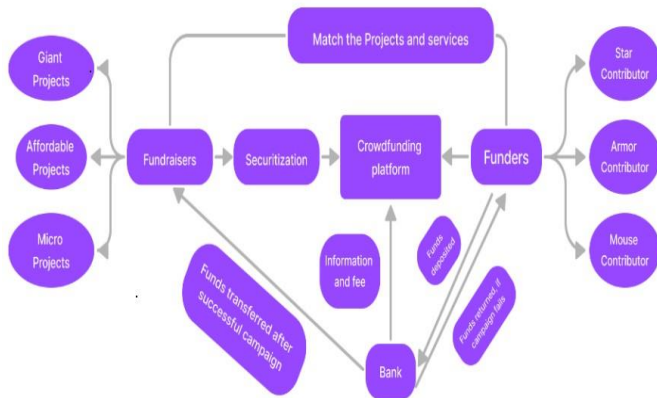 Match the Projects and services
Giant
Projects
Star
Contributor
Affordable
Projects
Fundraisers
Securitization
Crowdfunding
platform
Funders
Armor
Contributor
Micro
Projects
Mouse
Contributor
Funds transferred after
successful campaign
Information
and fee
Funds
deposited
Funds returned, if
campaign fails
Bank